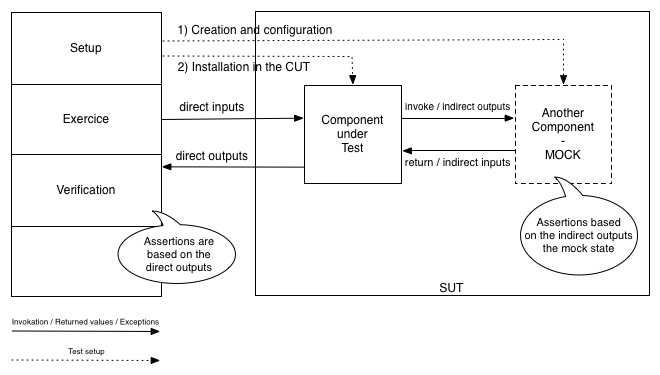 1) Creation and configuration
Setup
2) Installation in the CUT
Exercice
direct inputs
Component
under
Test
invoke / indirect outputs
Another
Component
-
MOCK
direct outputs
return / indirect inputs
Verification
Assertions are
based on the
direct outputs
Assertions based
on the indirect outputs
the mock state
SUT
Invokation / Returned values / Exceptions
Test setup